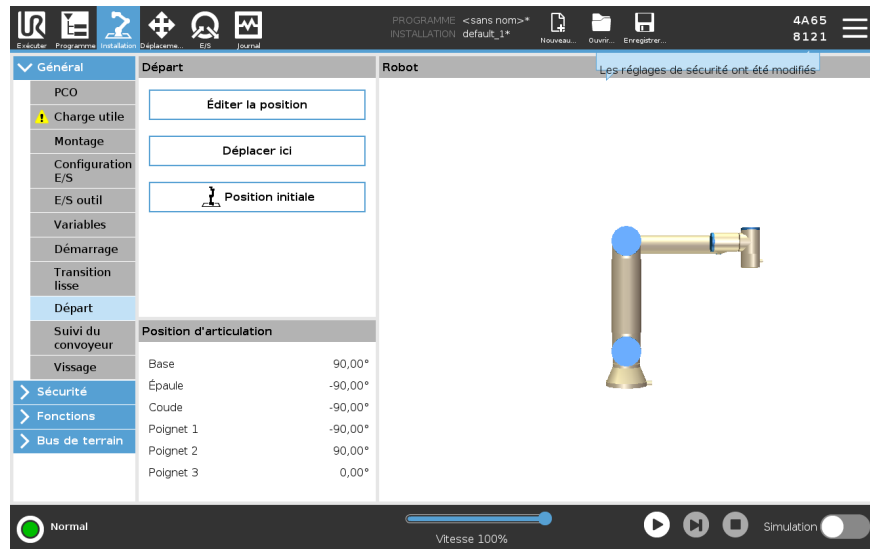 UR
Exécuter
Programme
Installation
Déplaceme...
E/S
Journal
PROGRAMME <sans nom>*
INSTALLATION default_1*
Nouveau...
Ouvrir...
Enregistrer...
4A65
8121
Les réglages de sécurité ont été modifiés
Général
PCO
Charge utile
Montage
Configuration
E/S
E/S outil
Variables
Démarrage
Transition
lisse
Départ
Suivi du
convoyeur
Vissage
Sécurité
Fonctions
Bus de terrain
Départ
Éditer la position
Déplacer ici
Position initiale
Position d'articulation
Base 90,00°
Épaule -90,00°
Coude -90,00°
Poignet 1 -90,00°
Poignet 2 90,00°
Poignet 3 0,00°
Robot
Normal
Vitesse 100%
Simulation